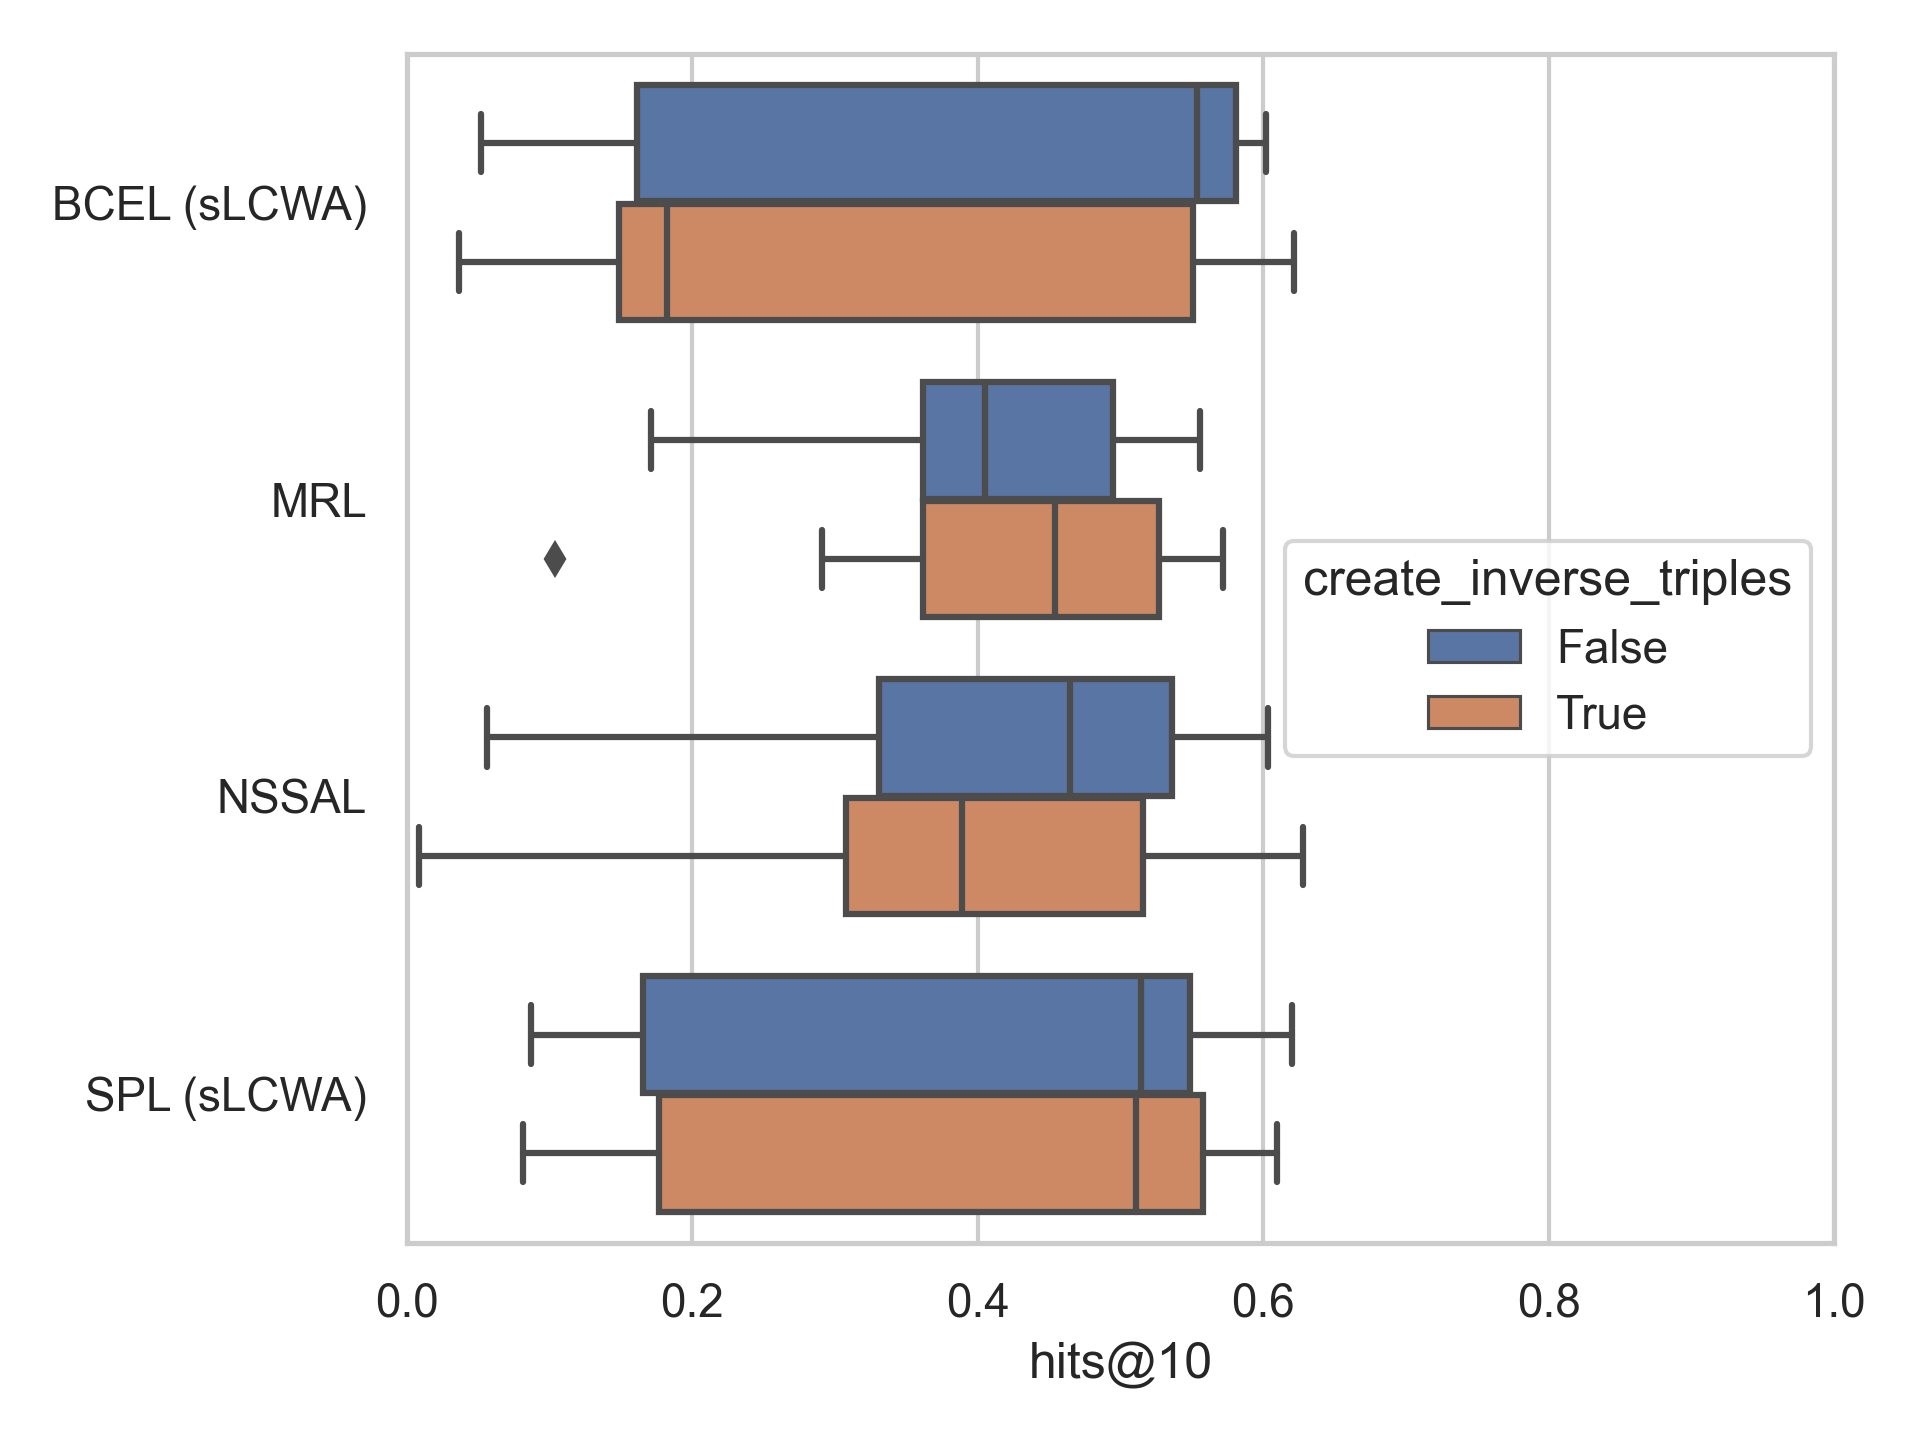 BCEL (sLCWA)
MRL
NSSAL
SPL (sLCWA)
create_inverse_triples
False
True
0.0 0.2 0.4 0.6 0.8 1.0
hits@10